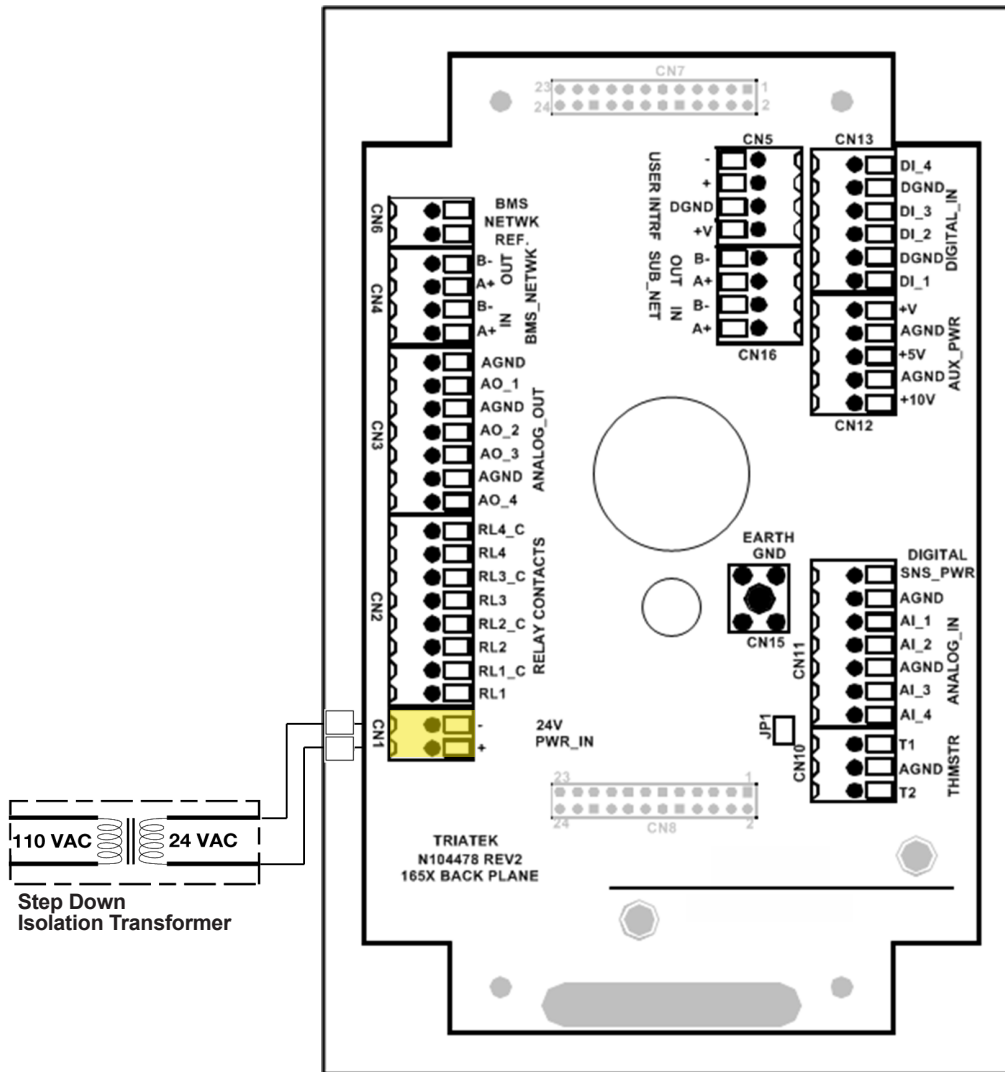 CN7
23
1
24
2
CN6
BMS
NETWK
REF.
CN4
B-
A+
B-
A+
OUT
IN
BMS_NETWK
CN3
AGND
AO_1
AGND
AO_2
AO_3
AGND
AO_4
ANALOG_OUT
CN2
RL4_C
RL4
RL3_C
RL3
RL2_C
RL2
RL1_C
RL1
RELAY CONTACTS
CN1
-
+
24V
PWR_IN
CN5
USER INTRF
-
+
DGND
+V
SUB_NET
OUT
IN
B-
A+
B-
A+
CN16
CN13
DI_4
DGND
DI_3
DI_2
DGND
DI_1
DIGITAL_IN
+V
AGND
+5V
AGND
+10V
AUX_PWR
CN12
EARTH
GND
CN15
DIGITAL
SNS_PWR
AGND
AI_1
AI_2
AGND
AI_3
AI_4
CN11
ANALOG_IN
JP1
CN10
T1
AGND
T2
THMSTR
23
1
24
2
CN8
TRIATEK
N104478 REV2
165X BACK PLANE
110 VAC
24 VAC
Step Down
Isolation Transformer